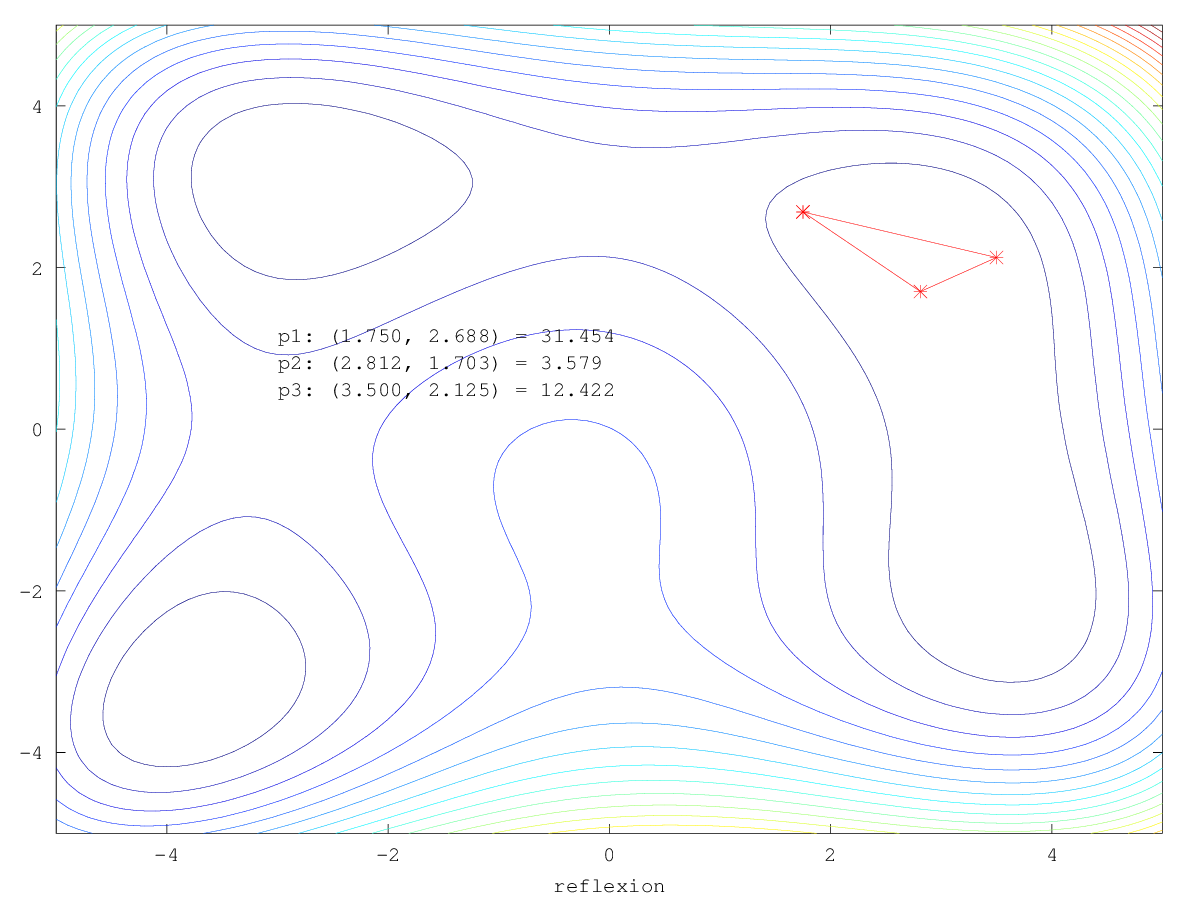 4
2
p1: (1.750, 2.688) = 31.454
p2: (2.812, 1.703) = 3.579
p3: (3.500, 2.125) = 12.422
0
-2
-4
-4 -2 0 2 4
reflexion